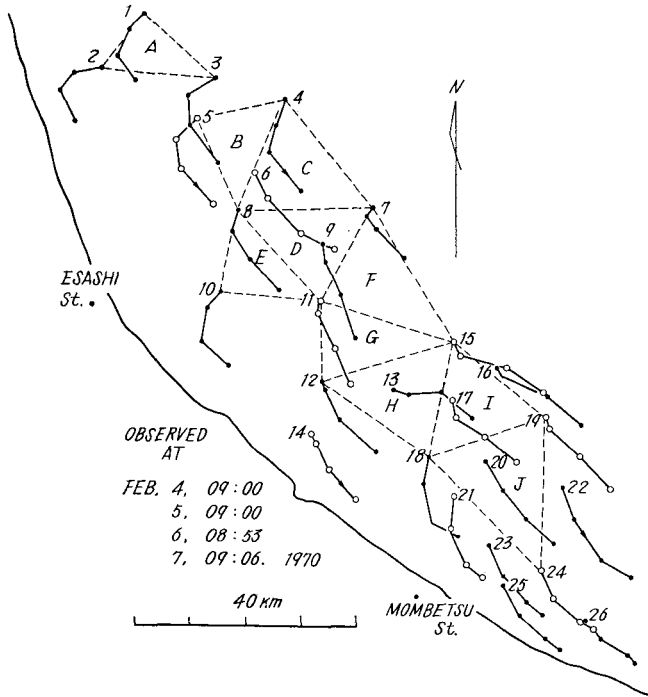 1
A
2
3
4
N
5
B
C
6
7
8
9
D
E
F
ESASHI
St.
10
11
G
15
16
12
13
H
17
I
19
OBSERVED
AT
14
18
20
J
22
FEB. 4, 09:00
5, 09:00
6, 08:53
7, 09:06. 1970
21
23
24
25
26
40 km
MOMBETSU
St.